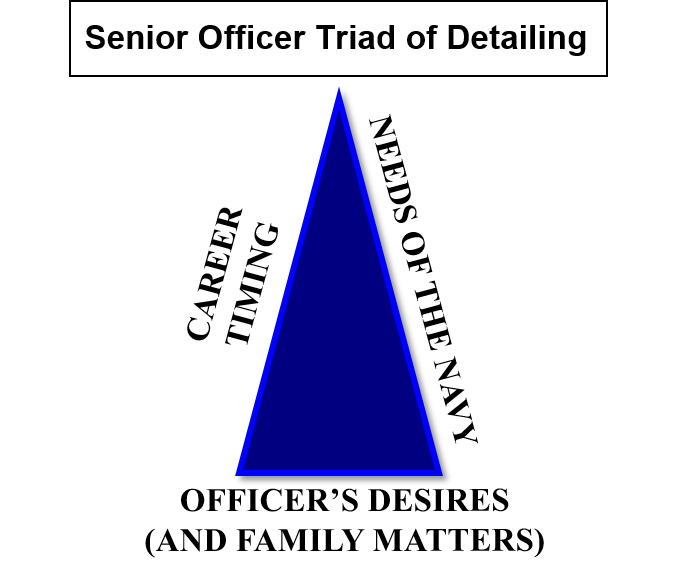 Senior Officer Triad of Detailing
CAREER
TIMING
NEEDS OF THE NAVY
OFFICER’S DESIRES
(AND FAMILY MATTERS)